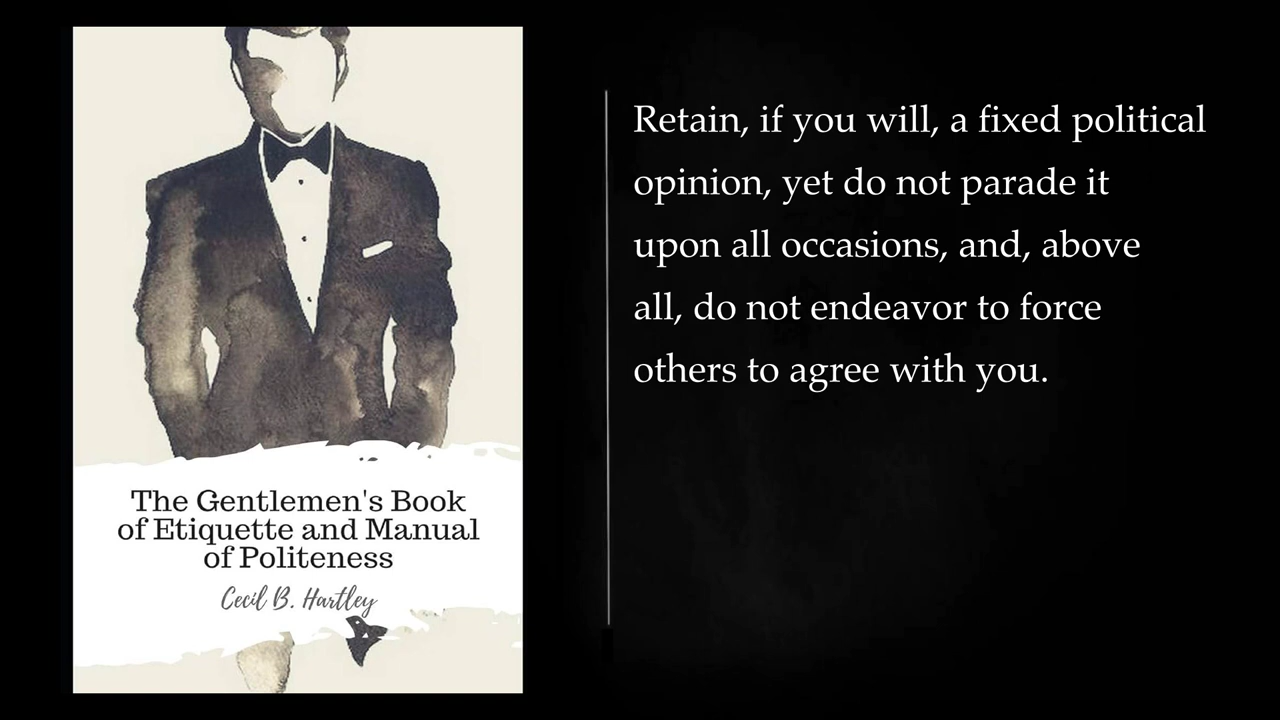 The Gentlemen's Book
of Etiquette and Manual
of Politeness
Cecil B. Hartley
Retain, if you will, a fixed political
opinion, yet do not parade it
upon all occasions, and, above
all, do not endeavor to force
others to agree with you.